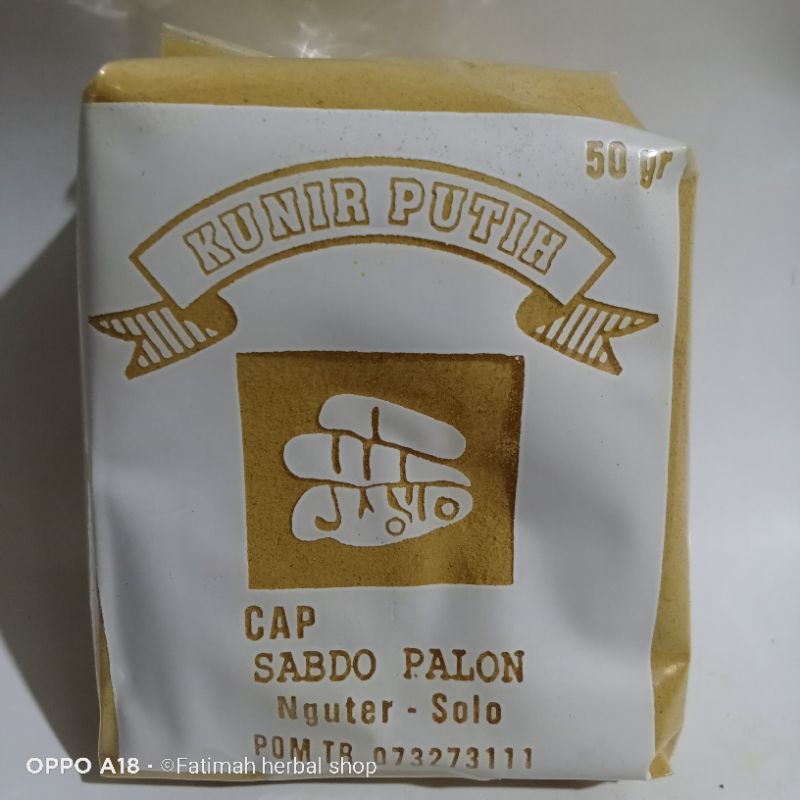 50 gr
KUNIR PUTIH
CAP
SABDO PALON
Nguter - Solo
POM TR. 073273111
OPPO A18 · ©Fatimah herbal shop